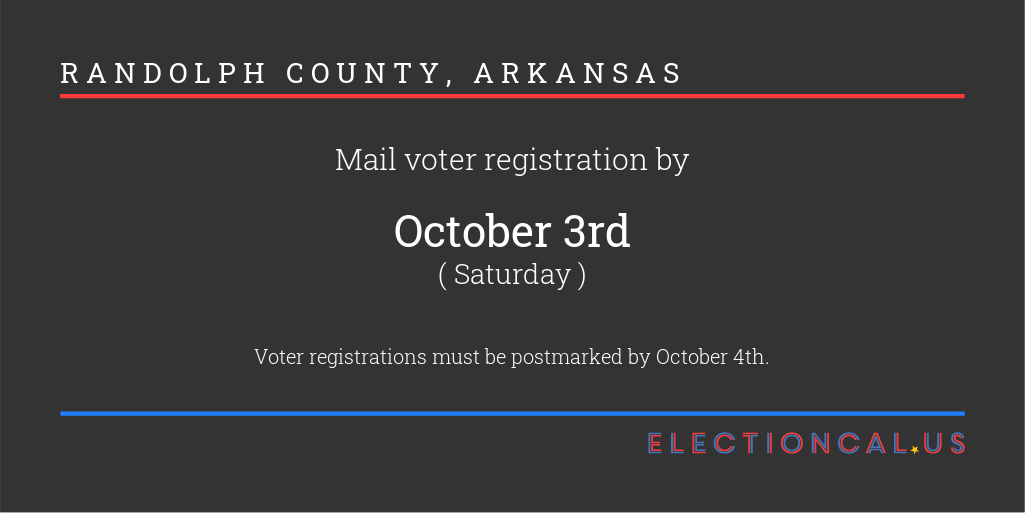 RANDOLPH COUNTY, ARKANSAS
Mail voter registration by
October 3rd
( Saturday )
Voter registrations must be postmarked by October 4th.
ELECTIONCAL.US